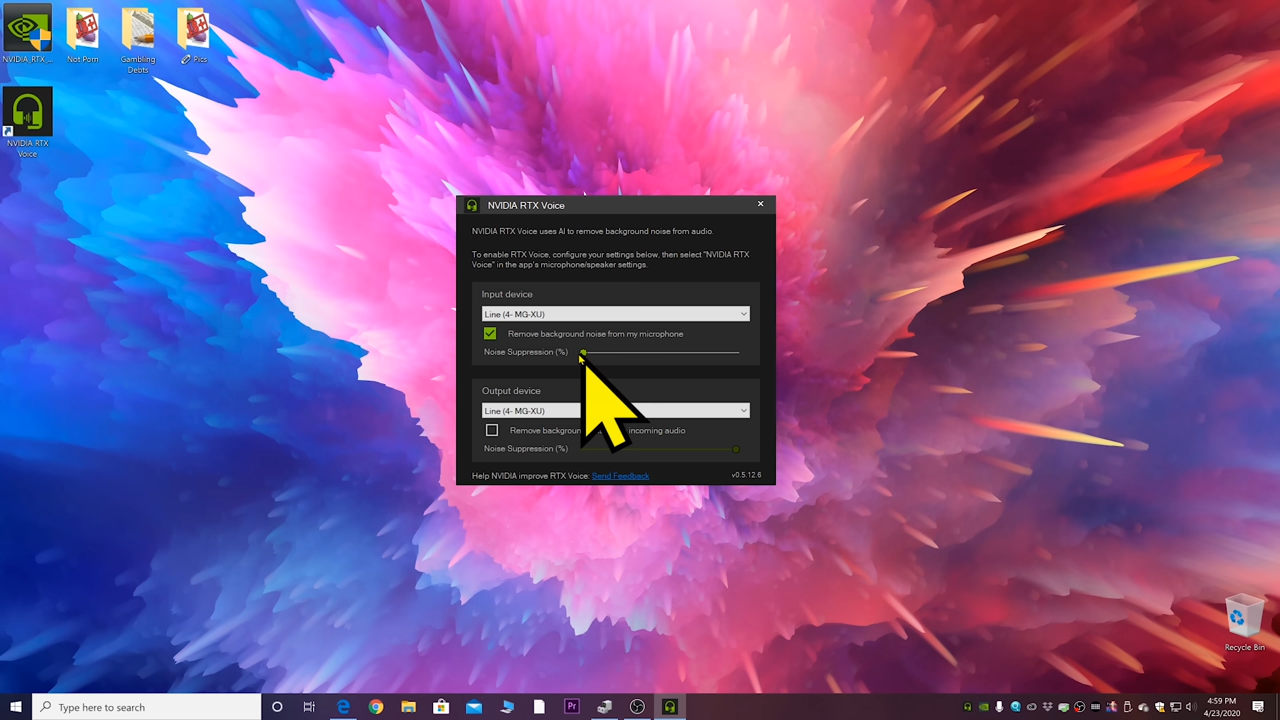 NVIDIA RTX ...
Not Porn
Gambling
Debts
Pics
NVIDIA RTX
Voice
NVIDIA RTX Voice
NVIDIA RTX Voice uses AI to remove background noise from audio.
To enable RTX Voice, configure your settings below, then select "NVIDIA RTX
Voice" in the app's microphone/speaker settings.
Input device
Line (4- MG-XU)
Remove background noise from my microphone
Noise Suppression (%)
Output device
Line (4- MG-XU)
Remove backgroun incoming audio
Noise Suppression (%)
Help NVIDIA improve RTX Voice: Send Feedback v0.5.12.6
Recycle Bin
Type here to search
Pr
4:59 PM
4/23/2020